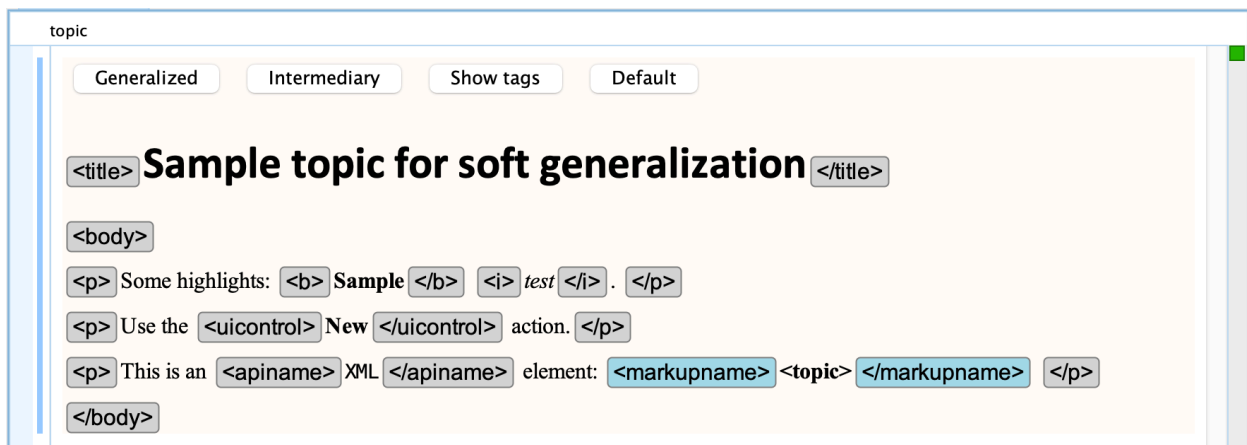 topic
Generalized Intermediary Show tags Default
<title> Sample topic for soft generalization </title>
<body>
<p> Some highlights: <b> Sample </b> <i> test </i> . </p>
<p> Use the <uicontrol> New </uicontrol> action. </p>
<p> This is an <apiname> XML </apiname> element: <markupname> <topic> </markupname> </p>
</body>